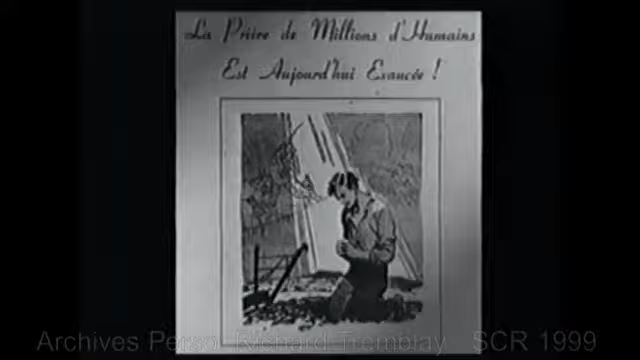 La Prière de Millions d'Humains
Est Aujourd'hui Exaucée !
Archives Perso Richard Tremblay SCR 1999